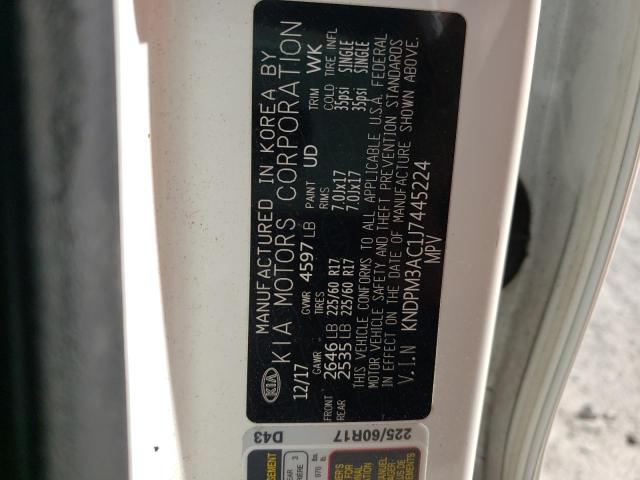 MANUFACTURED IN KOREA BY
KIA KIA MOTORS CORPORATION
12/17 GVWR 4597 LB PAINT UD TRIM WK
GAWR TIRES RIMS COLD TIRE INFL
FRONT 2646 LB 225/60 R17 7.0Jx17 35psi SINGLE
REAR 2535 LB 225/60 R17 7.0Jx17 35psi SINGLE
THIS VEHICLE CONFORMS TO ALL APPLICABLE U.S.A. FEDERAL
MOTOR VEHICLE SAFETY AND THEFT PREVENTION STANDARDS
IN EFFECT ON THE DATE OF MANUFACTURE SHOWN ABOVE.
V.I.N KNDPM3AC1J7445224
MPV
D43
225/60R17